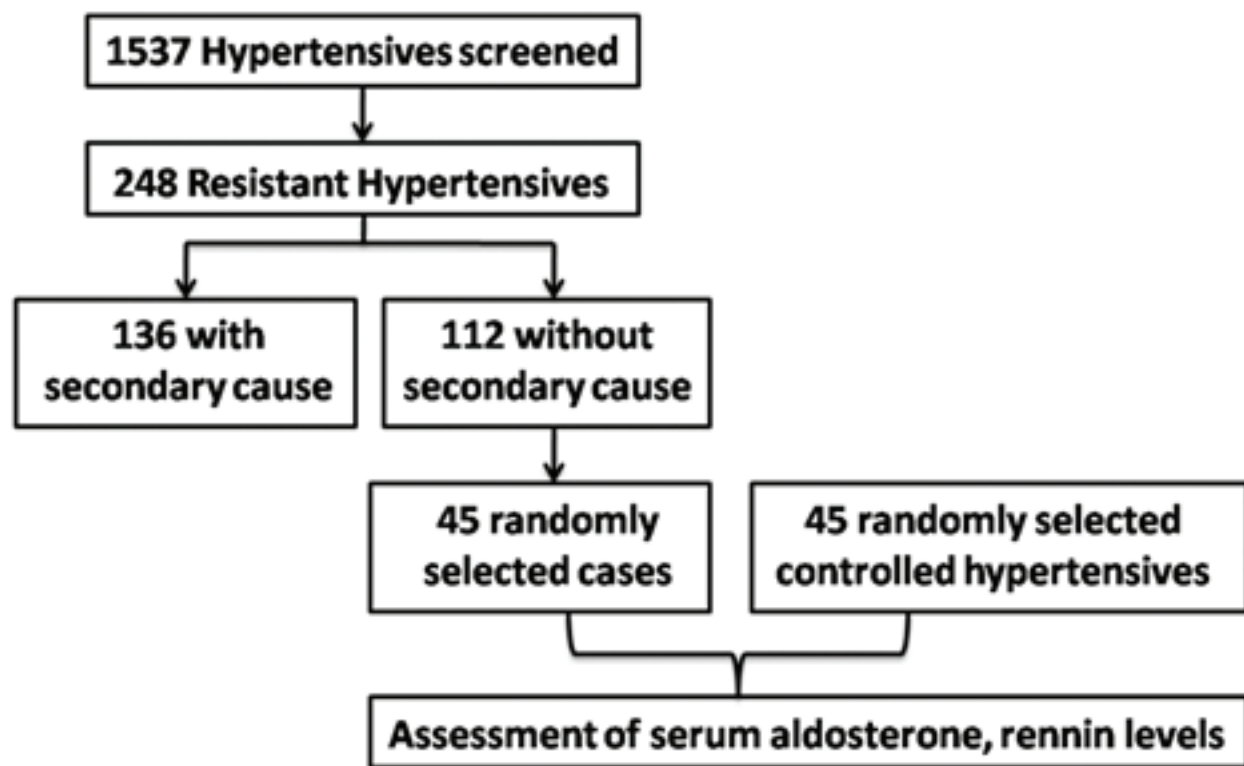 1537 Hypertensives screened
248 Resistant Hypertensives
136 with
secondary cause
112 without
secondary cause
45 randomly
selected cases
45 randomly selected
controlled hypertensives
Assessment of serum aldosterone, rennin levels